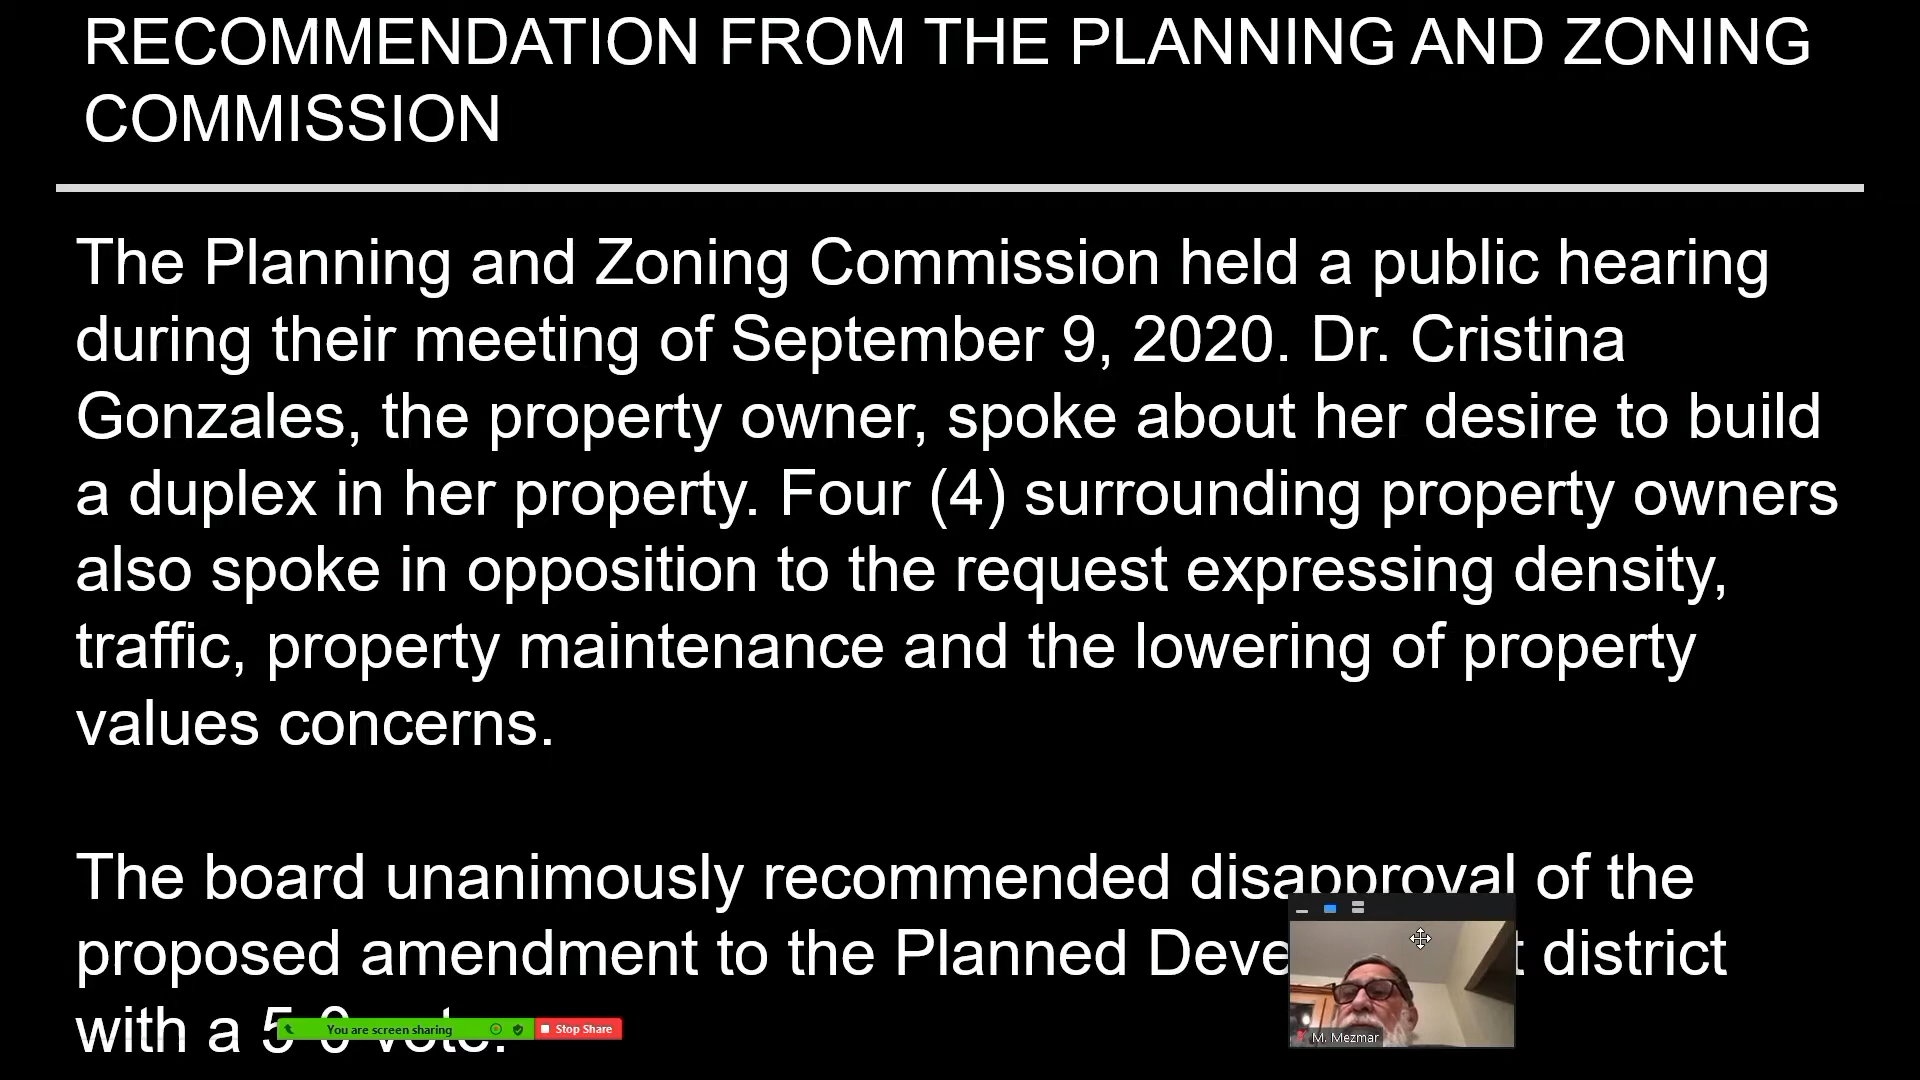 RECOMMENDATION FROM THE PLANNING AND ZONING
COMMISSION
The Planning and Zoning Commission held a public hearing
during their meeting of September 9, 2020. Dr. Cristina
Gonzales, the property owner, spoke about her desire to build
a duplex in her property. Four (4) surrounding property owners
also spoke in opposition to the request expressing density,
traffic, property maintenance and the lowering of property
values concerns.
The board unanimously recommended disapproval of the
proposed amendment to the Planned district
with a 5-0 vote.
You are screen sharing Stop Share
M. Mezmar